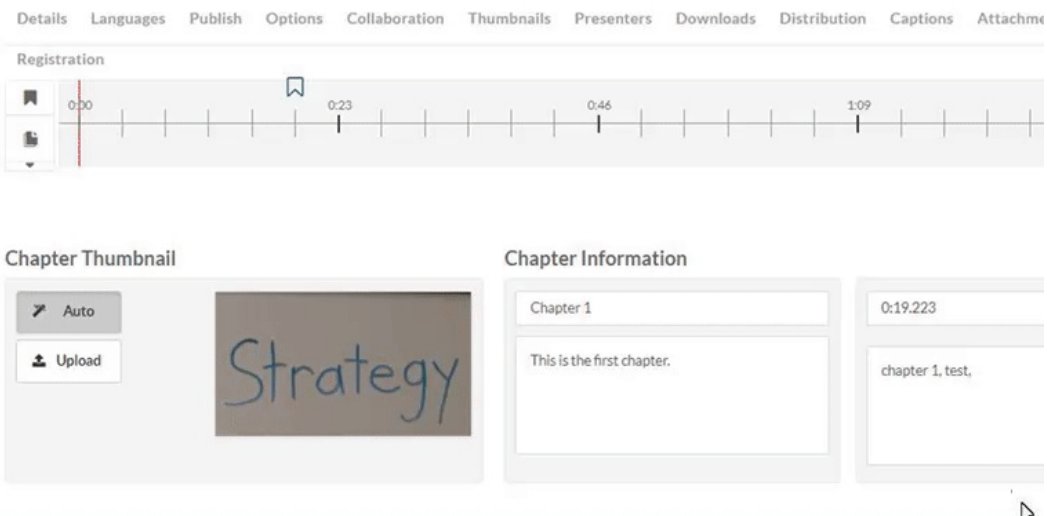 Details Languages Publish Options Collaboration Thumbnails Presenters Downloads Distribution Captions Attachme
Registration
0:00 0:23 0:46 1:09
Chapter Thumbnail
Chapter Information
Auto
Upload
Strategy
Chapter 1
This is the first chapter.
0:19.223
chapter 1, test,